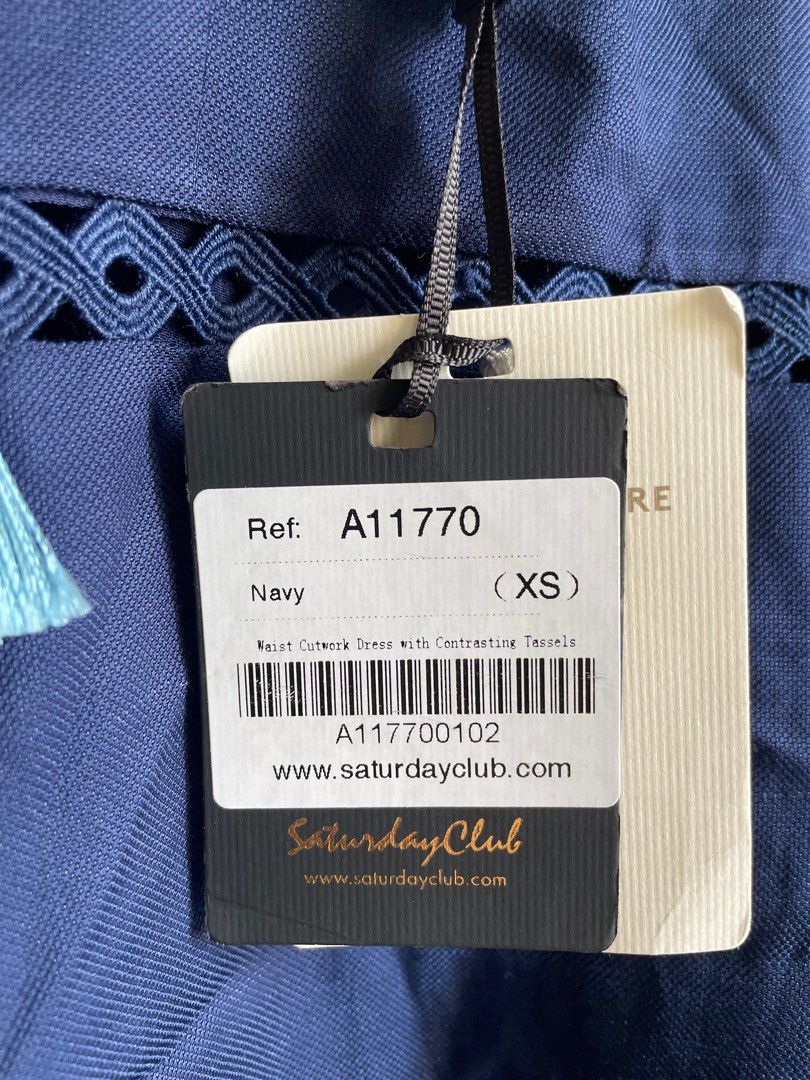 RE
Ref: A11770
Navy (XS)
Waist Cutwork Dress with Contrasting Tassels
A117700102
www.saturdayclub.com
SaturdayClub
www.saturdayclub.com